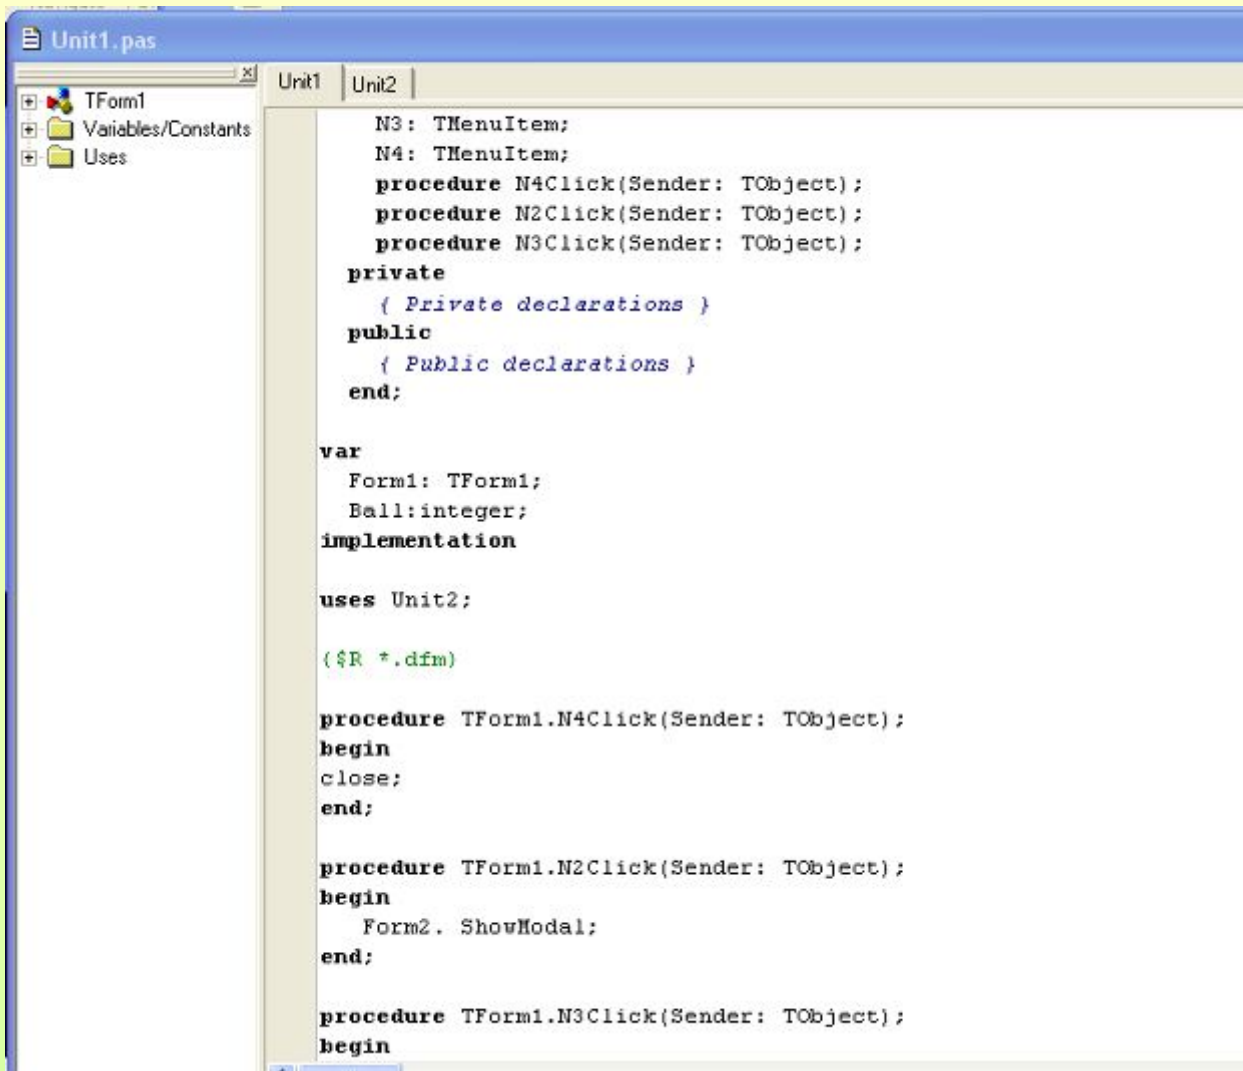 Unit1.pas
TForm1
Variables/Constants
Uses
Unit1
Unit2
N3: TMenuItem;
N4: TMenuItem;
procedure N4Click(Sender: TObject);
procedure N2Click(Sender: TObject);
procedure N3Click(Sender: TObject);
private
{ Private declarations }
public
{ Public declarations }
end;
var
Form1: TForm1;
Ball:integer;
implementation
uses Unit2;
{$R *.dfm}
procedure TForm1.N4Click(Sender: TObject);
begin
close;
end;
procedure TForm1.N2Click(Sender: TObject);
begin
Form2. ShowModal;
end;
procedure TForm1.N3Click(Sender: TObject);
begin